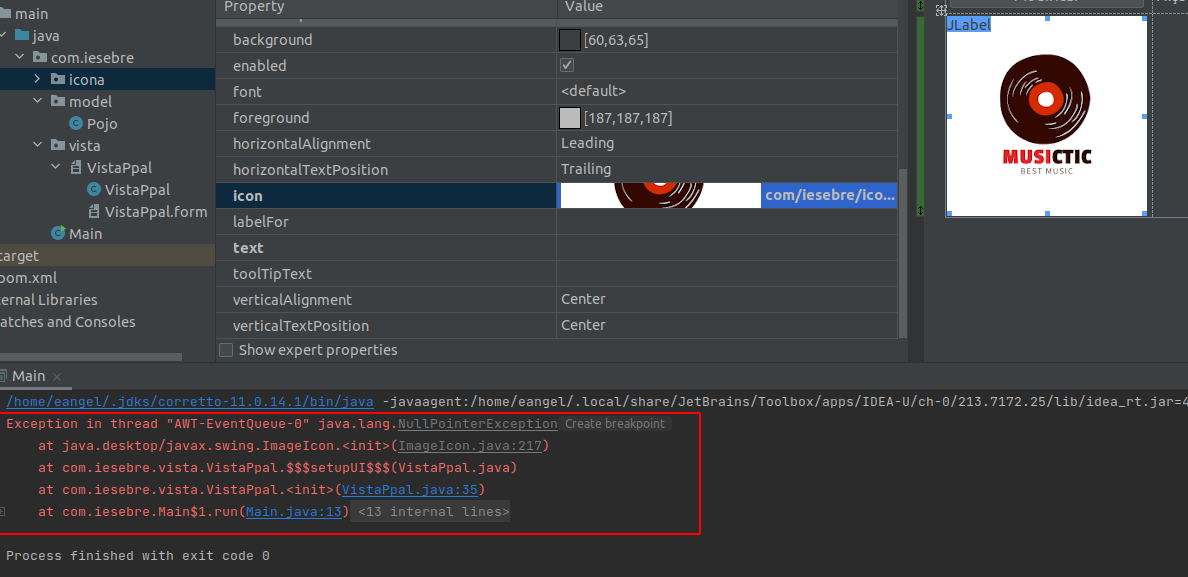 main
java
com.iesebre
icona
model
Pojo
vista
VistaPpal
VistaPpal
VistaPpal.form
Main
target
pom.xml
ernal Libraries
atches and Consoles
Property Value
background [60,63,65]
enabled
font <default>
foreground [187,187,187]
horizontalAlignment Leading
horizontalTextPosition Trailing
icon com/iesebre/ico...
labelFor
text
toolTipText
verticalAlignment Center
verticalTextPosition Center
Show expert properties
JLabel
MUSICTIC
BEST MUSIC
Main
/home/eangel/.jdks/corretto-11.0.14.1/bin/java -javaagent:/home/eangel/.local/share/JetBrains/Toolbox/apps/IDEA-U/ch-0/213.7172.25/lib/idea_rt.jar=4
Exception in thread "AWT-EventQueue-0" java.lang.NullPointerException Create breakpoint
at java.desktop/javax.swing.ImageIcon.<init>(ImageIcon.java:217)
at com.iesebre.vista.VistaPpal.$$$setupUI$$$(VistaPpal.java)
at com.iesebre.vista.VistaPpal.<init>(VistaPpal.java:35)
at com.iesebre.Main$1.run(Main.java:13) <13 internal lines>
Process finished with exit code 0